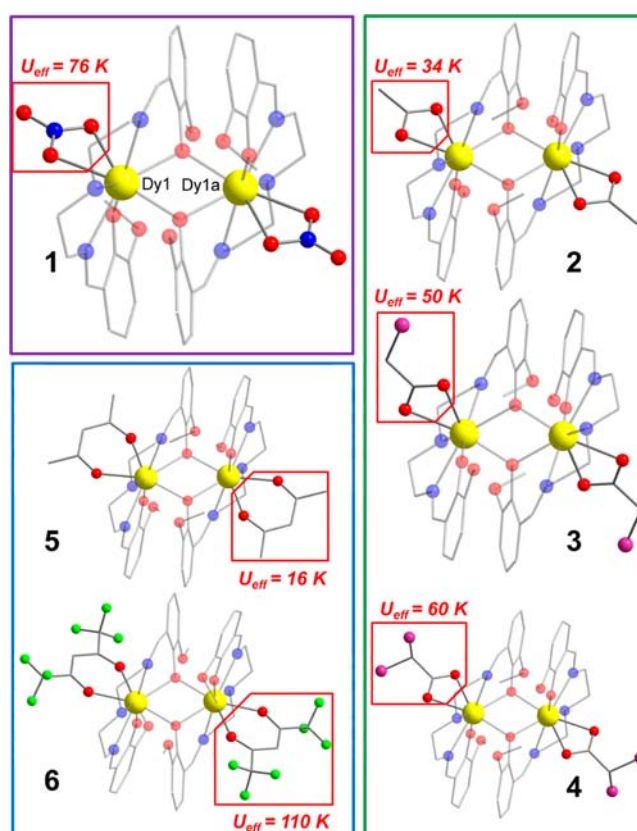 U_eff = 76 K
Dy1 Dy1a
1
U_eff = 34 K
2
U_eff = 50 K
3
5
U_eff = 16 K
U_eff = 60 K
4
6
U_eff = 110 K